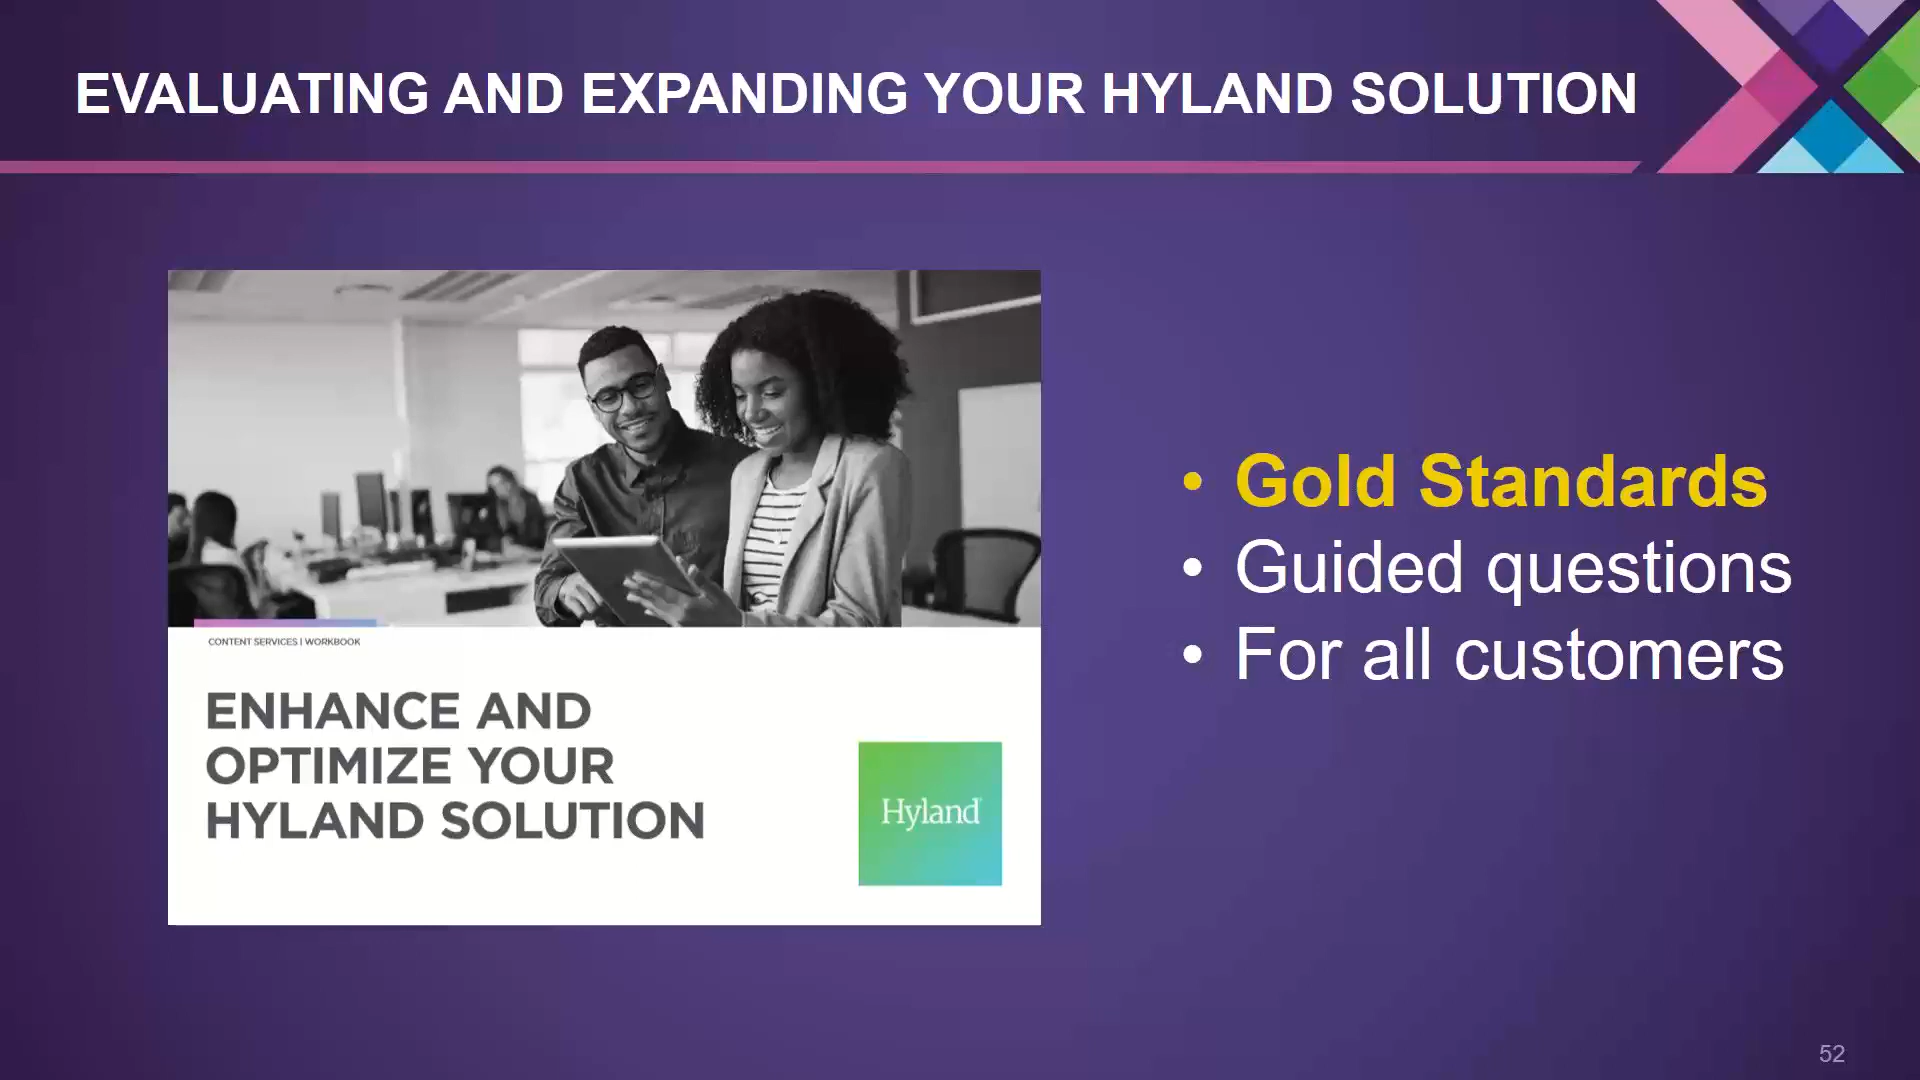 EVALUATING AND EXPANDING YOUR HYLAND SOLUTION
CONTENT SERVICES | WORKBOOK
ENHANCE AND
OPTIMIZE YOUR
HYLAND SOLUTION
Hyland
• Gold Standards
• Guided questions
• For all customers
52